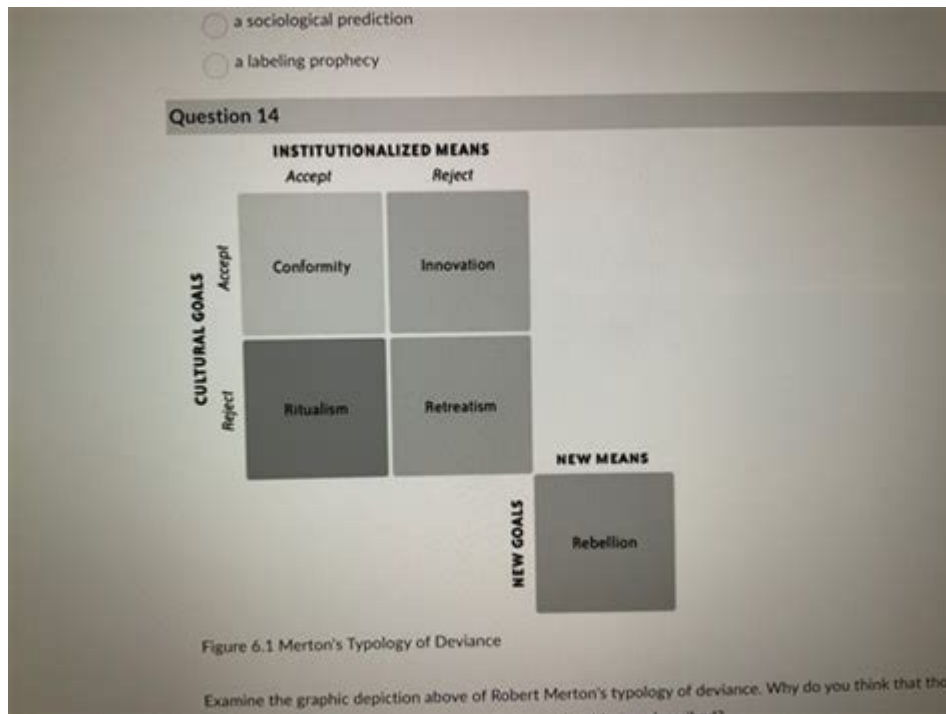 a sociological prediction
a labeling prophecy
Question 14
INSTITUTIONALIZED MEANS
Accept Reject
CULTURAL GOALS
Accept
Conformity Innovation
Reject
Ritualism Retreatism
NEW MEANS
NEW GOALS
Rebellion
Figure 6.1 Merton's Typology of Deviance
Examine the graphic depiction above of Robert Merton's typology of deviance. Why do you think that